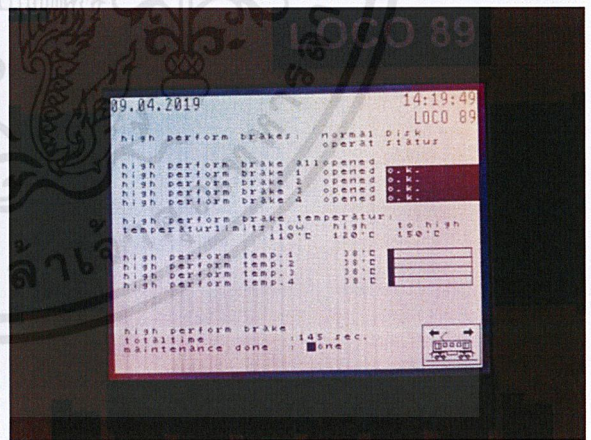 LOCO 89
09.04.2019 14:19:49
LOCO 89
high perform brakes: normal Disk
operat status
high perform brake all opened
high perform brake 1 opened o.k.
high perform brake 2 opened o.k.
high perform brake 3 opened o.k.
high perform brake 4 opened o.k.
high perform brake temperatur:
temperaturlimits: low high to high
110°C 120°C 150°C
high perform temp.1 38°C
high perform temp.2 38°C
high perform temp.3 38°C
high perform temp.4 38°C
high perform brake
totaltime :145 sec.
maintenance done : one